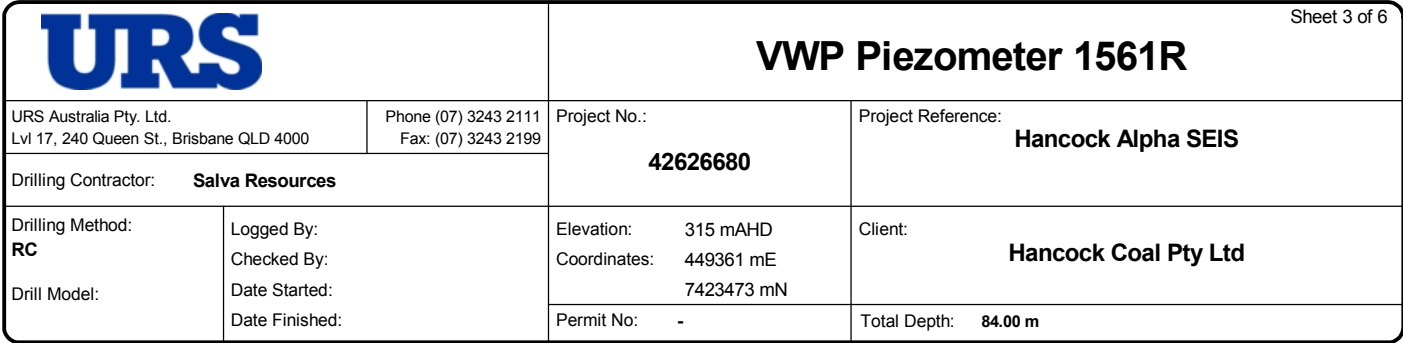 URS
Sheet 3 of 6
VWP Piezometer 1561R
URS Australia Pty. Ltd.
Lvl 17, 240 Queen St., Brisbane QLD 4000
Phone (07) 3243 2111
Fax: (07) 3243 2199
Drilling Contractor: Salva Resources
Project No.:
42626680
Project Reference:
Hancock Alpha SEIS
Drilling Method:
RC
Drill Model:
Logged By:
Checked By:
Date Started:
Date Finished:
Elevation: 315 mAHD
Coordinates: 449361 mE
7423473 mN
Permit No: -
Client:
Hancock Coal Pty Ltd
Total Depth: 84.00 m